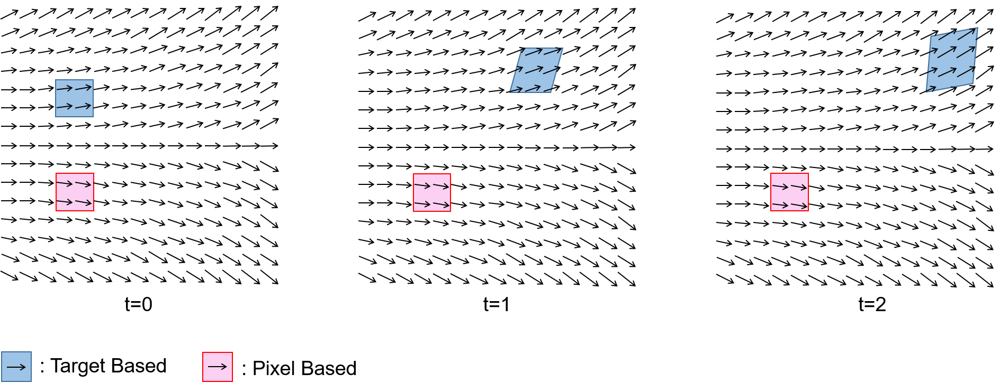 t=0
t=1
t=2
: Target Based
: Pixel Based